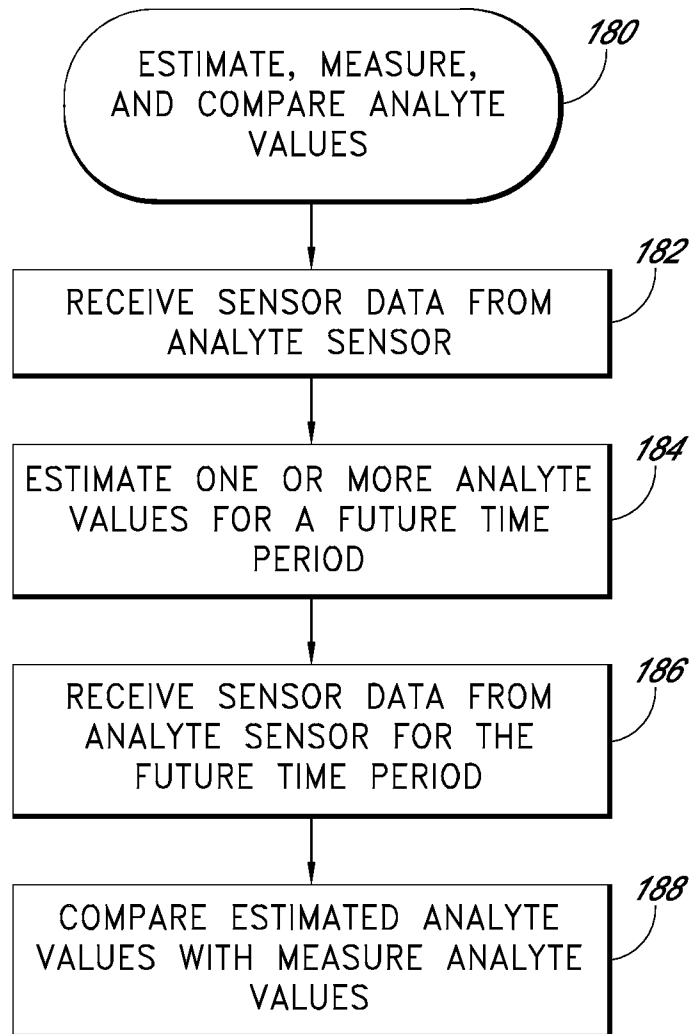 ESTIMATE, MEASURE,
AND COMPARE ANALYTE
VALUES
180
RECEIVE SENSOR DATA FROM
ANALYTE SENSOR
182
ESTIMATE ONE OR MORE ANALYTE
VALUES FOR A FUTURE TIME
PERIOD
184
RECEIVE SENSOR DATA FROM
ANALYTE SENSOR FOR THE
FUTURE TIME PERIOD
186
COMPARE ESTIMATED ANALYTE
VALUES WITH MEASURE ANALYTE
VALUES
188